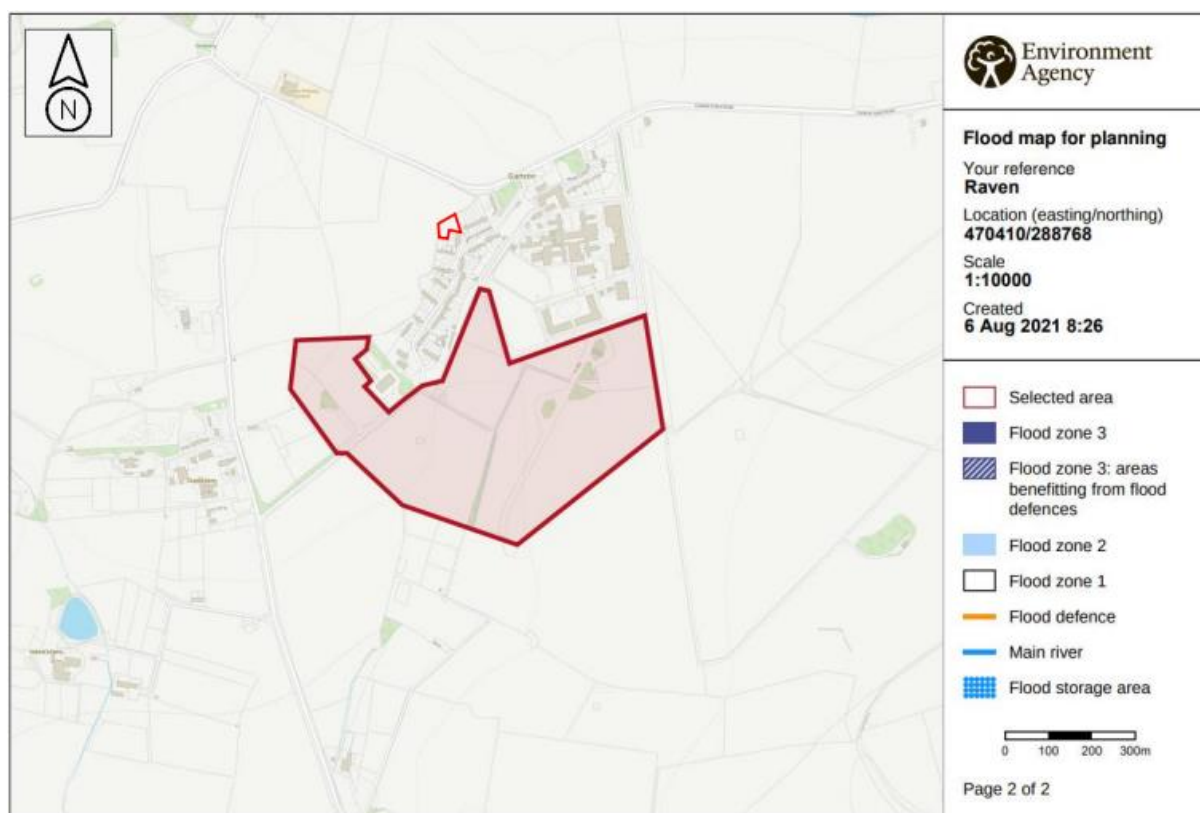 N
Environment
Agency
Flood map for planning
Your reference
Raven
Location (easting/northing)
470410/288768
Scale
1:10000
Created
6 Aug 2021 8:26
Selected area
Flood zone 3
Flood zone 3: areas
benefitting from flood
defences
Flood zone 2
Flood zone 1
Flood defence
Main river
Flood storage area
0 100 200 300m
Page 2 of 2